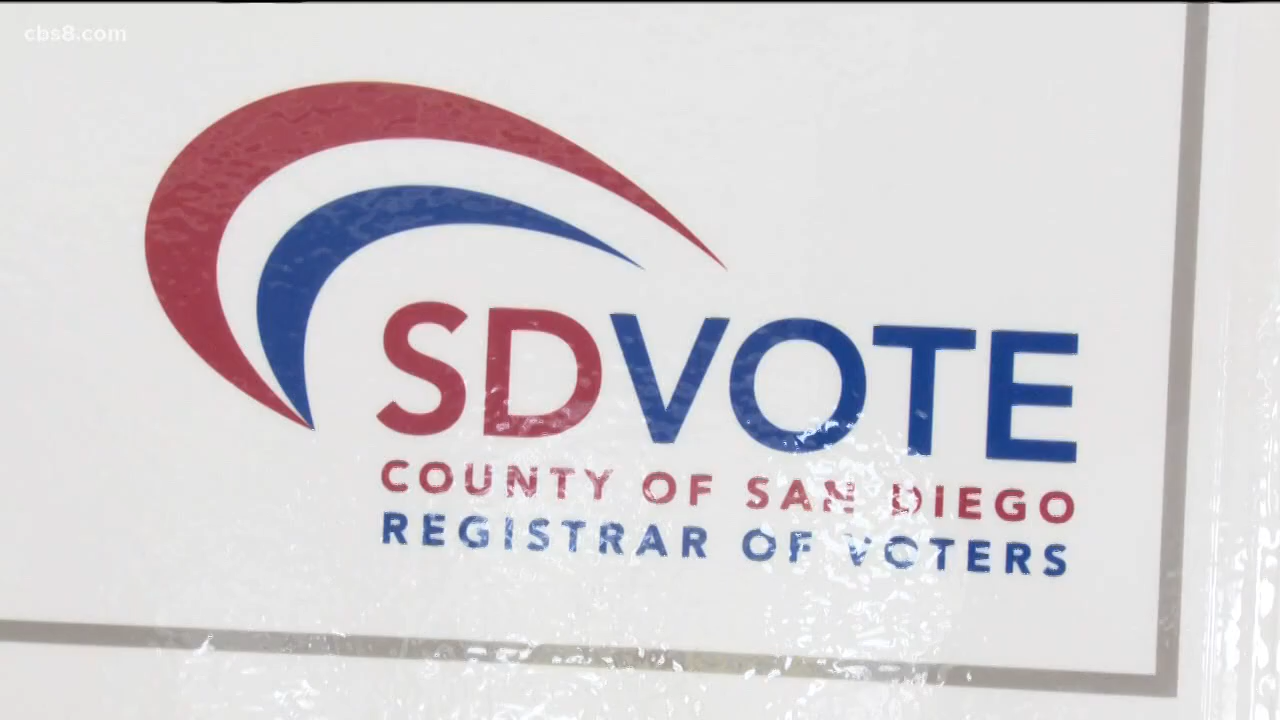 cbs8.com
SDVOTE
COUNTY OF SAN DIEGO
REGISTRAR OF VOTERS